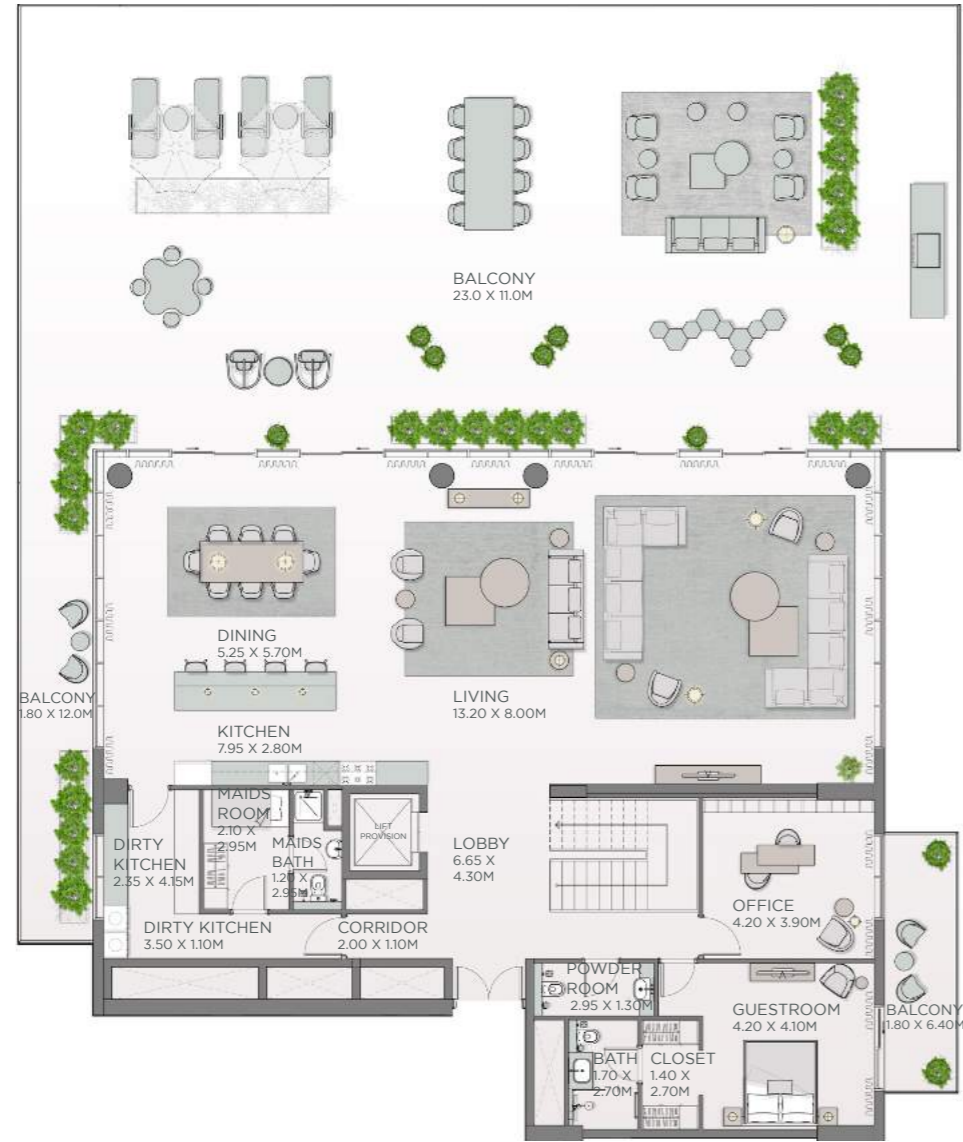 BALCONY
23.0 X 11.0M
DINING
5.25 X 5.70M
BALCONY
1.80 X 12.0M
LIVING
13.20 X 8.00M
KITCHEN
7.95 X 2.80M
MAIDS
ROOM
2.10 X
2.95M
MAIDS
BATH
1.20 X
2.95M
LIFT
PROVISION
DIRTY
KITCHEN
2.35 X 4.15M
LOBBY
6.65 X
4.30M
OFFICE
4.20 X 3.90M
DIRTY KITCHEN
3.50 X 1.10M
CORRIDOR
2.00 X 1.10M
POWDER
ROOM
2.95 X 1.30M
GUESTROOM
4.20 X 4.10M
BALCONY
1.80 X 6.40M
BATH
1.70 X
2.70M
CLOSET
1.40 X
2.70M